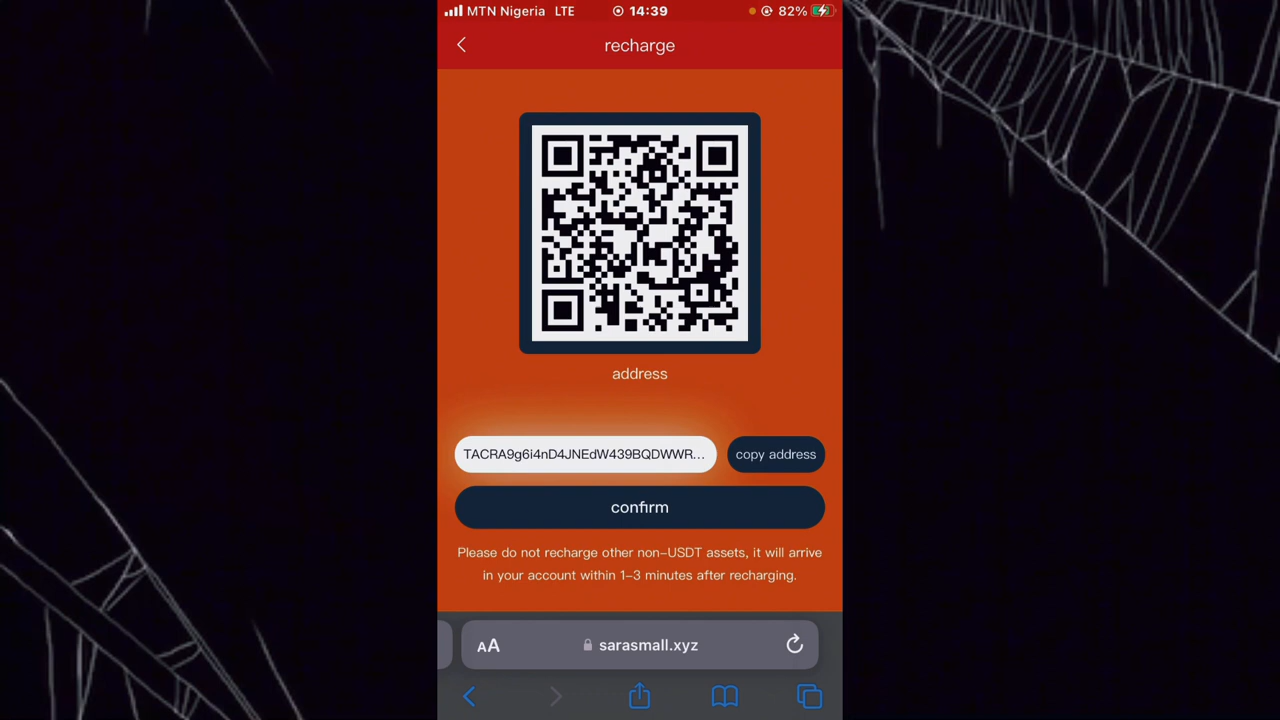 MTN Nigeria LTE 14:39 82%
recharge
address
TACRA9g6i4nD4JNEdW439BQDWWR... copy address
confirm
Please do not recharge other non-USDT assets, it will arrive
in your account within 1-3 minutes after recharging.
AA sarasmall.xyz